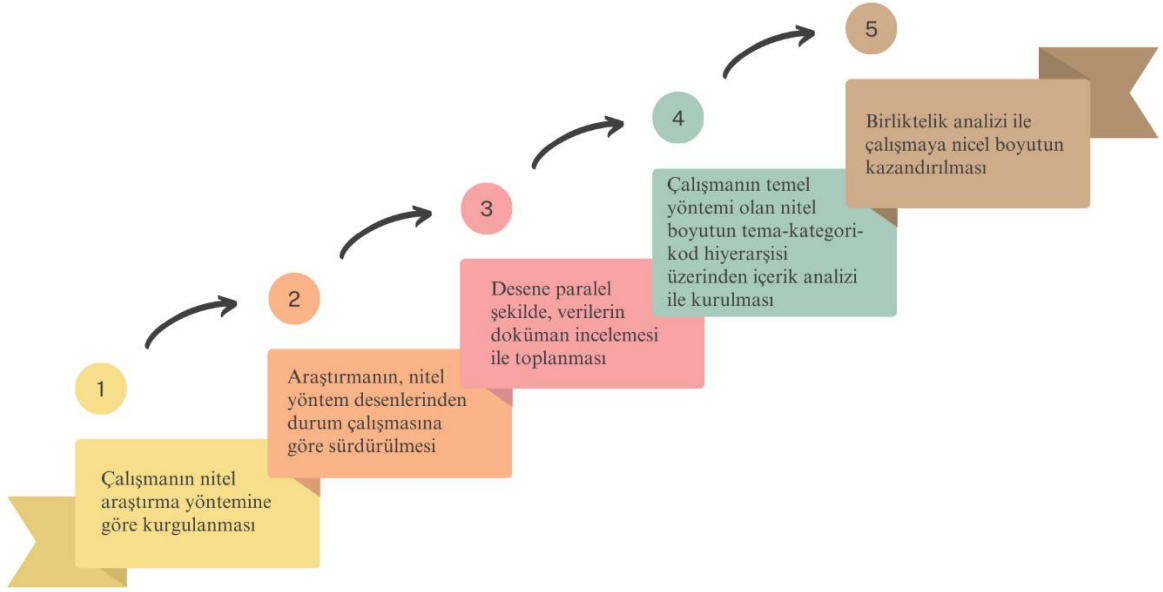 1
Çalışmanın nitel
araştırma yöntemine
göre kurgulanması
2
Araştırmanın, nitel
yöntem desenlerinden
durum çalışmasına
göre sürdürülmesi
3
Desene paralel
şekilde, verilerin
doküman incelemesi
ile toplanması
4
Çalışmanın temel
yöntemi olan nitel
boyutun tema-kategori-
kod hiyerarşisi
üzerinden içerik analizi
ile kurulması
5
Birliktelik analizi ile
çalışmaya nicel boyutun
kazandırılması